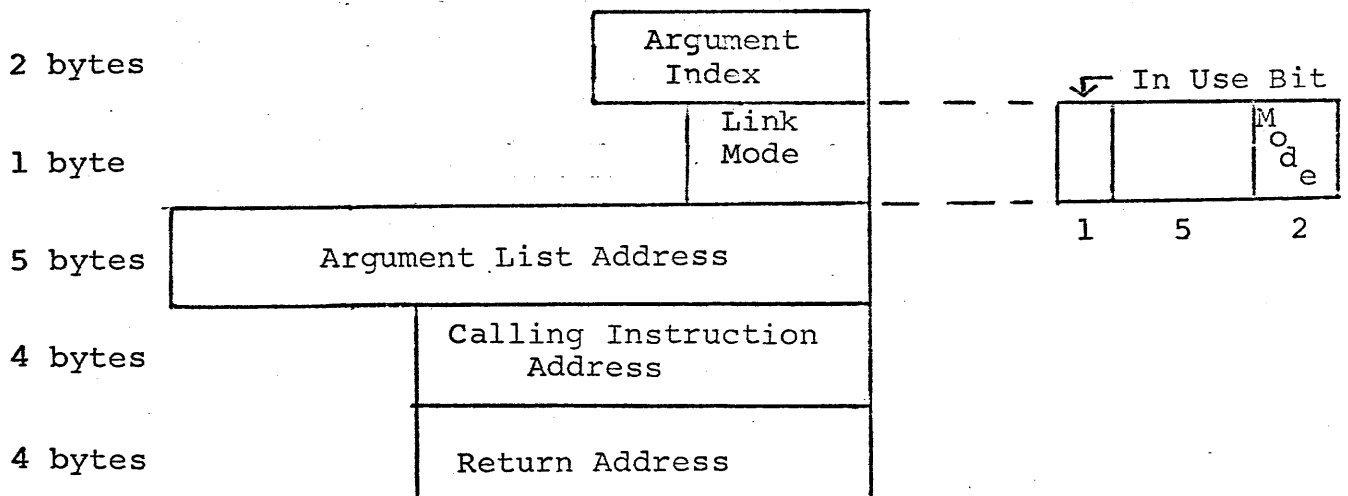 2 bytes
Argument
Index
In Use Bit
1 byte
Link
Mode
Mode
1 5 2
5 bytes
Argument List Address
4 bytes
Calling Instruction
Address
4 bytes
Return Address